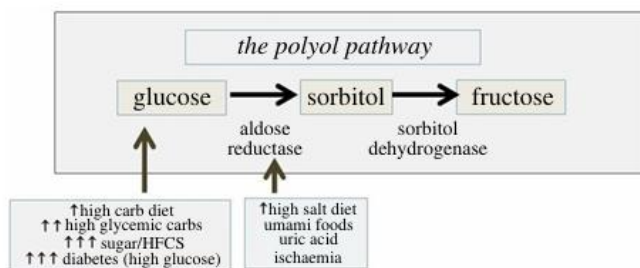 the polyol pathway
glucose
sorbitol
fructose
aldose
reductase
sorbitol
dehydrogenase
↑high carb diet
↑↑high glycemic carbs
↑↑↑ sugar/HFCS
↑↑↑ diabetes (high glucose)
↑high salt diet
umami foods
uric acid
ischaemia